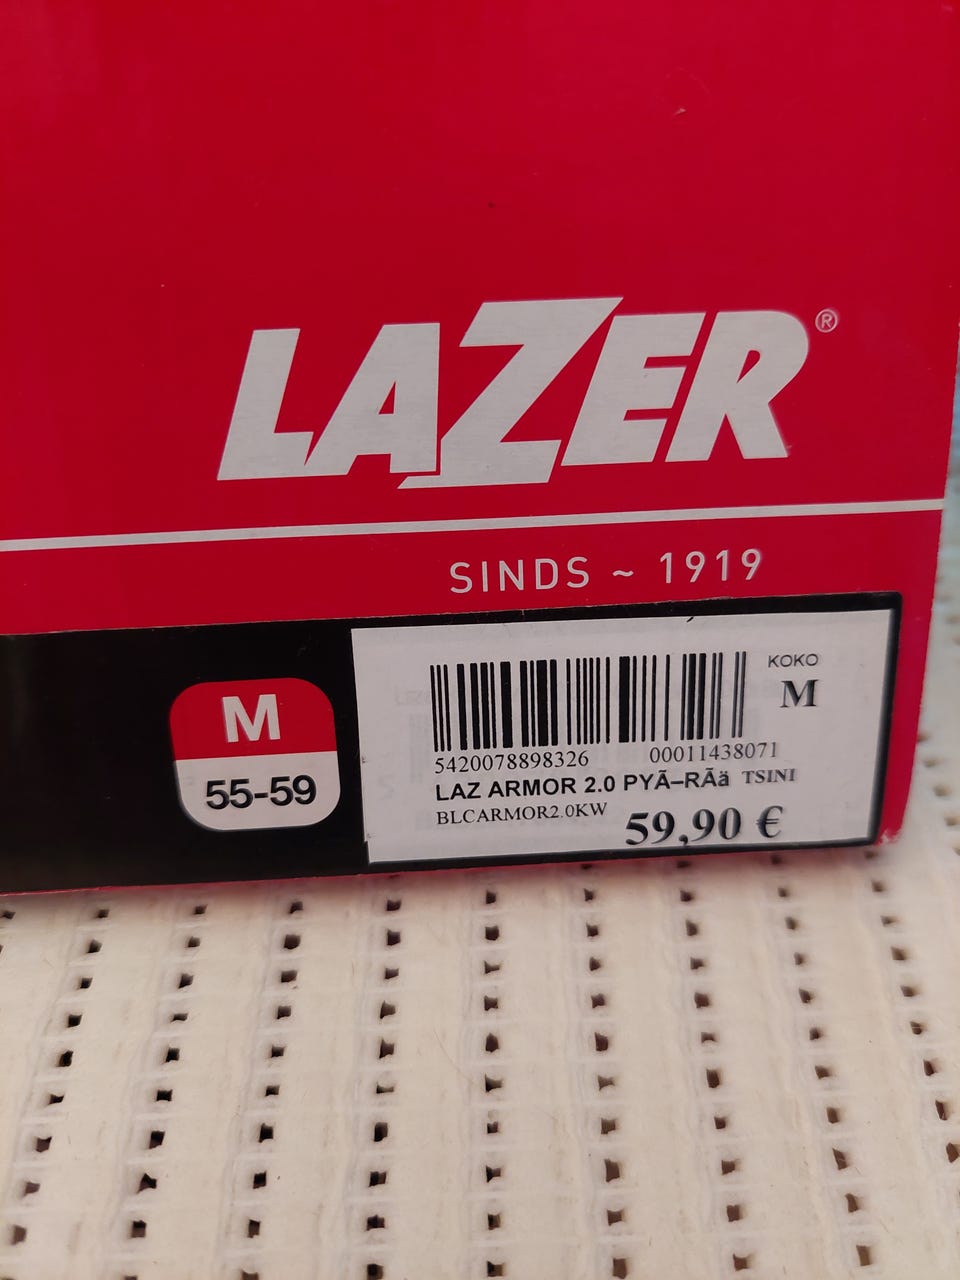 LAZER®
SINDS ~ 1919
M
55-59
KOKO
M
5420078898326 00011438071
LAZ ARMOR 2.0 PYÃ–RÃä TSINI
BLCARMOR2.0KW
59,90 €